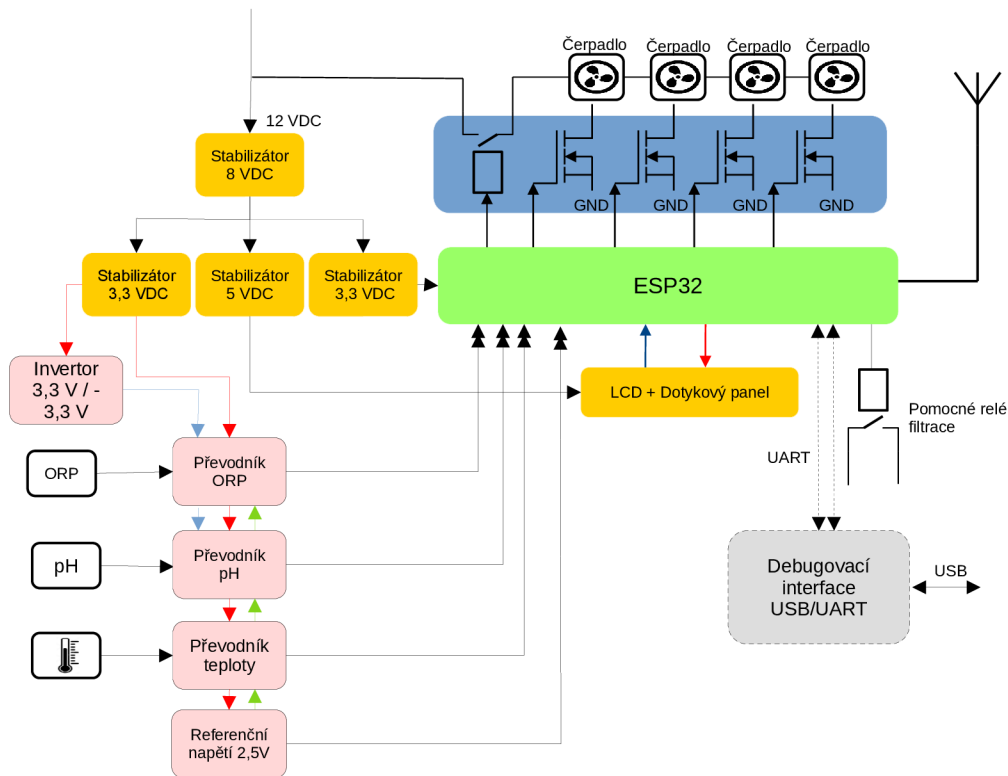 Čerpadlo
Čerpadlo
Čerpadlo
Čerpadlo
12 VDC
Stabilizátor
8 VDC
GND
GND
GND
GND
Stabilizátor
3,3 VDC
Stabilizátor
5 VDC
Stabilizátor
3,3 VDC
ESP32
Invertor
3,3 V / -
3,3 V
LCD + Dotykový panel
Pomocné relé
filtrace
UART
ORP
Převodník
ORP
pH
Převodník
pH
Debugovací
interface
USB/UART
USB
Převodník
teploty
Referenční
napětí 2,5V